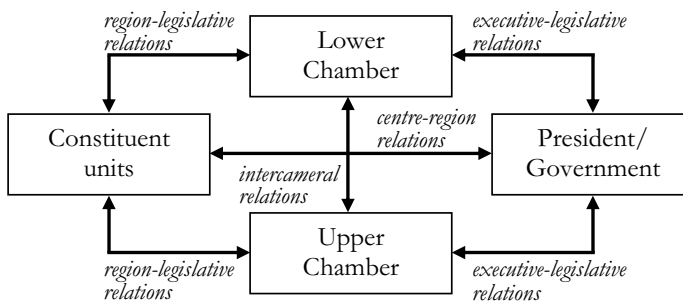 region-legislative
relations
Lower
Chamber
executive-legislative
relations
Constituent
units
centre-region
relations
President/
Government
intercameral
relations
region-legislative
relations
Upper
Chamber
executive-legislative
relations